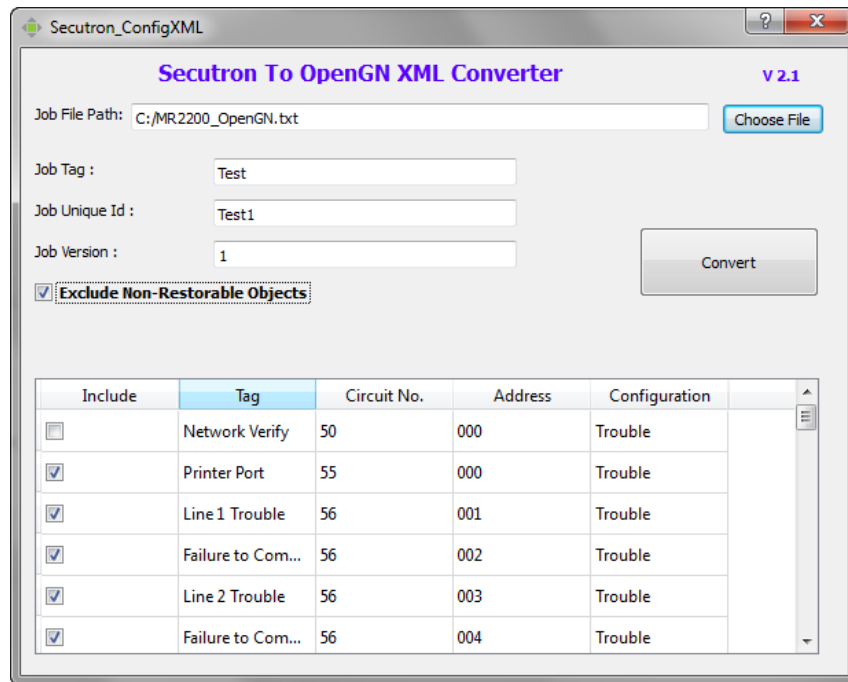 Secutron_ConfigXML
Secutron To OpenGN XML Converter V 2.1
Job File Path: C:/MR2200_OpenGN.txt Choose File
Job Tag : Test
Job Unique Id : Test1
Job Version : 1
Convert
Exclude Non-Restorable Objects
Include Tag Circuit No. Address Configuration
Network Verify 50 000 Trouble
Printer Port 55 000 Trouble
Line 1 Trouble 56 001 Trouble
Failure to Com... 56 002 Trouble
Line 2 Trouble 56 003 Trouble
Failure to Com... 56 004 Trouble